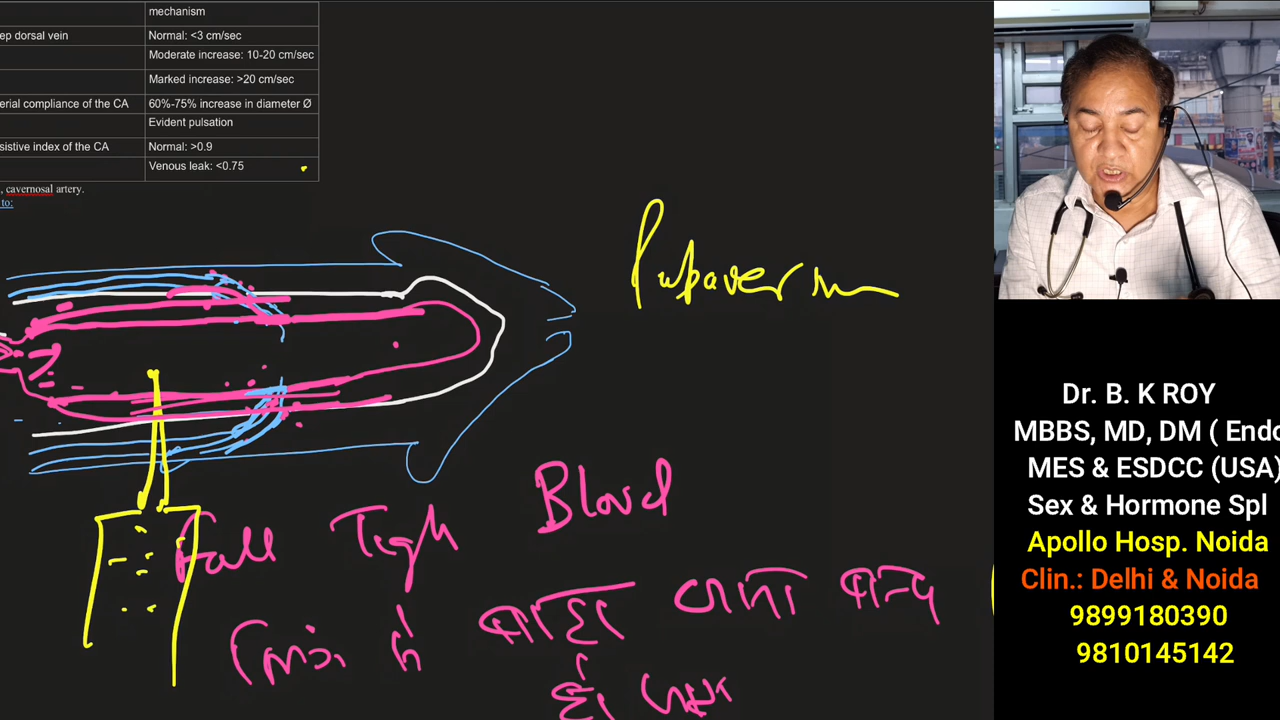 mechanism
ep dorsal vein
Normal: <3 cm/sec
Moderate increase: 10-20 cm/sec
Marked increase: >20 cm/sec
erial compliance of the CA
60%-75% increase in diameter Ø
Evident pulsation
sistive index of the CA
Normal: >0.9
Venous leak: <0.75
, cavernosal artery.
to:
Blood
Dr. B. K ROY
MBBS, MD, DM ( Endo
MES & ESDCC (USA)
Sex & Hormone Spl
Apollo Hosp. Noida
Clin.: Delhi & Noida
9899180390
9810145142